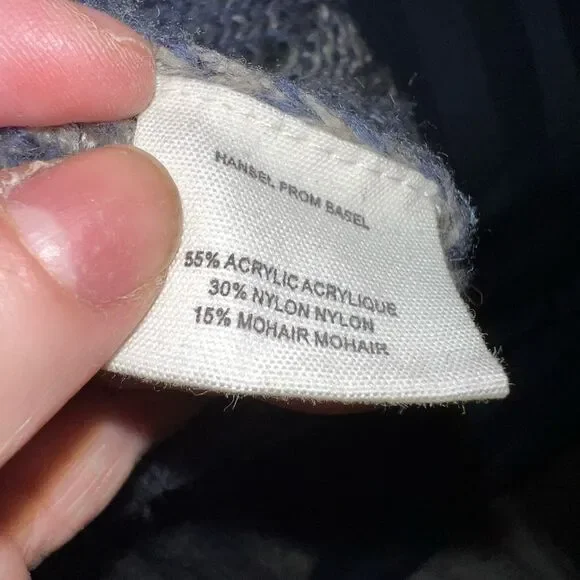 HANSEL FROM BASEL
55% ACRYLIC ACRYLIQUE
30% NYLON NYLON
15% MOHAIR MOHAIR